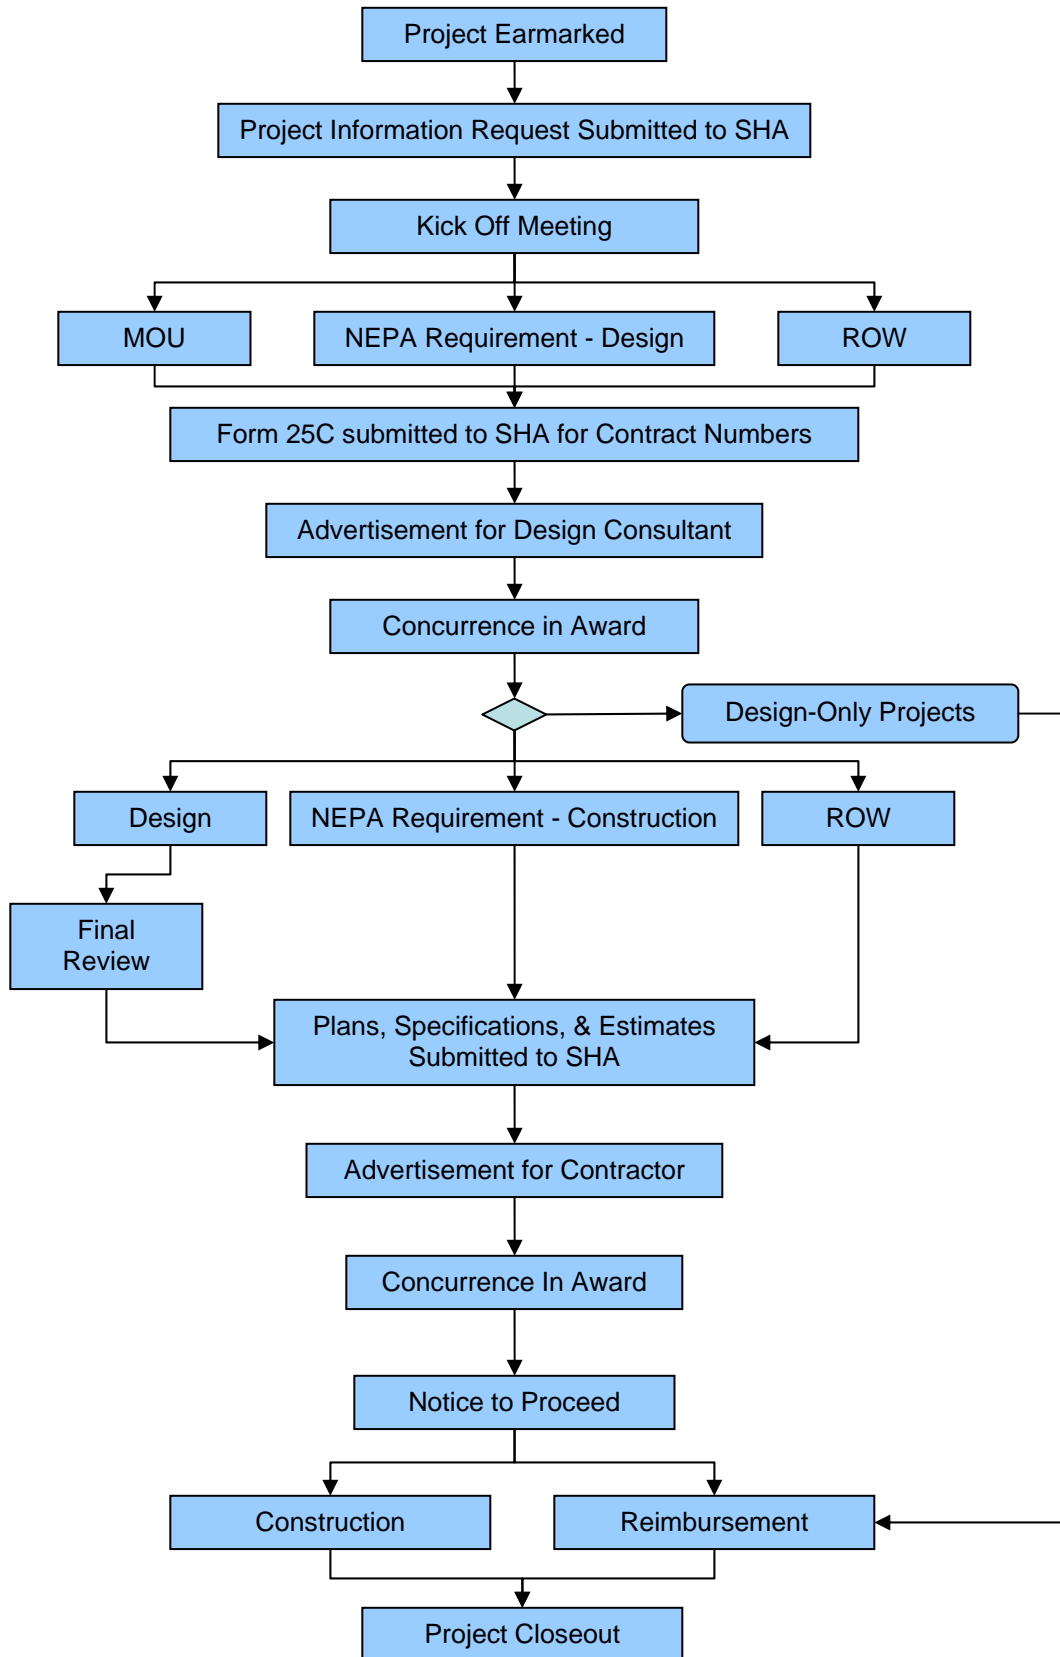 Project Earmarked
Project Information Request Submitted to SHA
Kick Off Meeting
MOU
NEPA Requirement - Design
ROW
Form 25C submitted to SHA for Contract Numbers
Advertisement for Design Consultant
Concurrence in Award
Design-Only Projects
Design
NEPA Requirement - Construction
ROW
Final
Review
Plans, Specifications, & Estimates
Submitted to SHA
Advertisement for Contractor
Concurrence In Award
Notice to Proceed
Construction
Reimbursement
Project Closeout